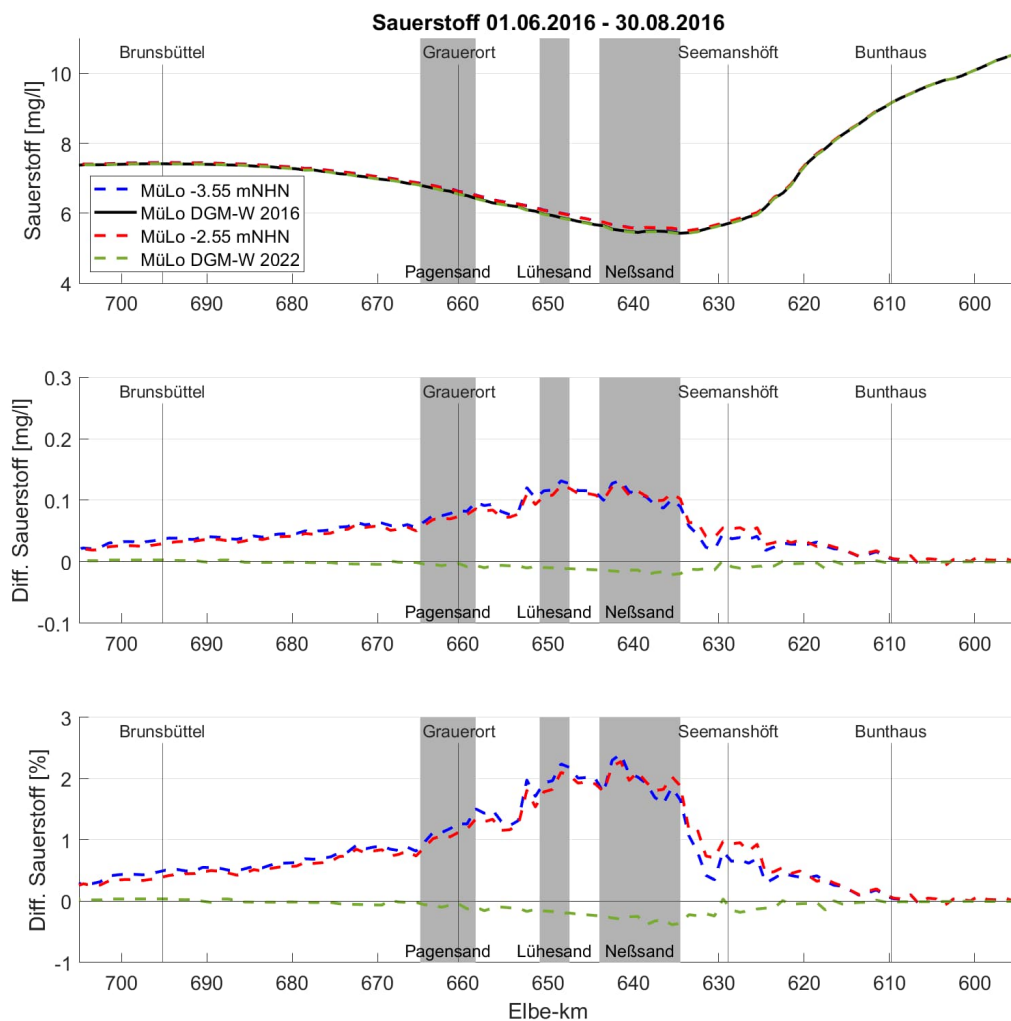 Sauerstoff 01.06.2016 - 30.08.2016
Brunsbüttel Grauerort Seemanshöft Bunthaus
Sauerstoff [mg/l]
10
8
6
4
MüLo -3.55 mNHN
MüLo DGM-W 2016
MüLo -2.55 mNHN
MüLo DGM-W 2022
Pagensand Lühesand Neßsand
700 690 680 670 660 650 640 630 620 610 600
Brunsbüttel Grauerort Seemanshöft Bunthaus
Diff. Sauerstoff [mg/l]
0.3
0.2
0.1
0
-0.1
Pagensand Lühesand Neßsand
700 690 680 670 660 650 640 630 620 610 600
Brunsbüttel Grauerort Seemanshöft Bunthaus
Diff. Sauerstoff [%]
3
2
1
0
-1
Pagensand Lühesand Neßsand
700 690 680 670 660 650 640 630 620 610 600
Elbe-km